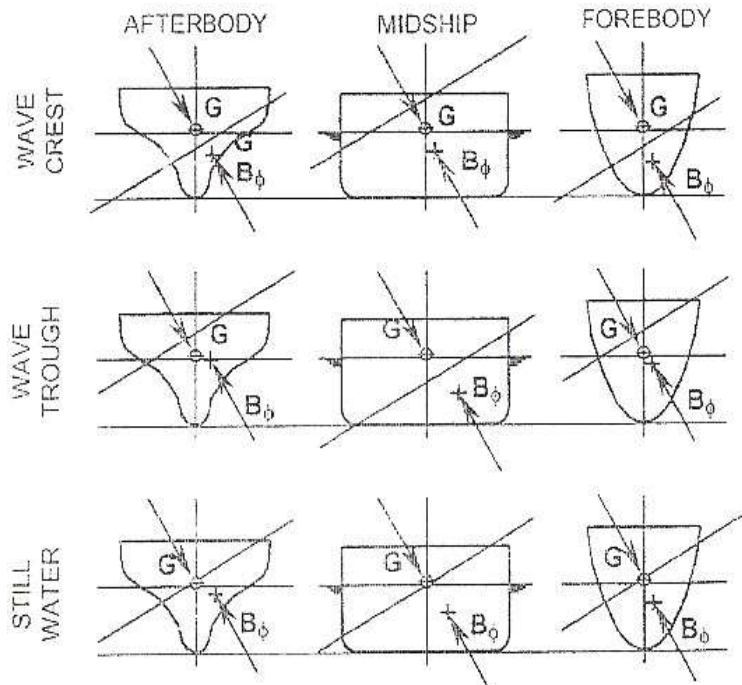 AFTERBODY MIDSHIP FOREBODY
WAVE
CREST
G G G
G
Bϕ Bϕ Bϕ
WAVE
TROUGH
G G G
Bϕ Bϕ Bϕ
STILL
WATER
G G G
Bϕ Bϕ Bϕ